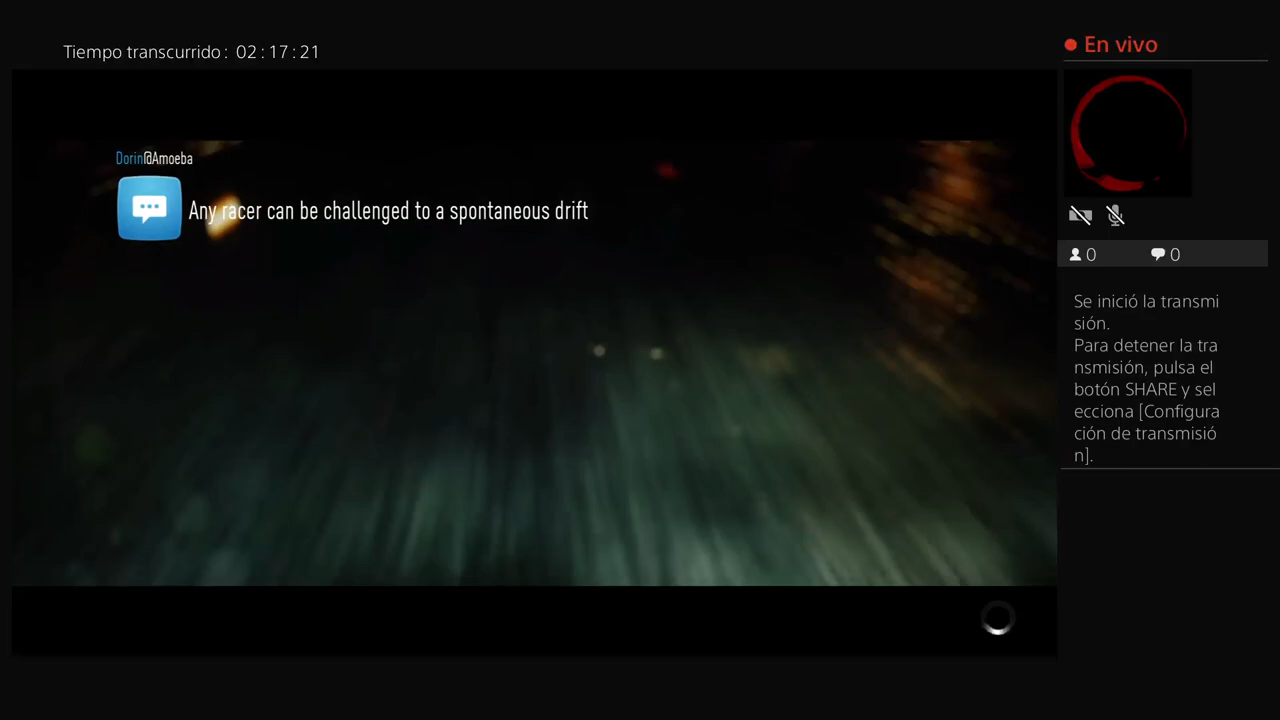 Tiempo transcurrido: 02:17:21
En vivo
Dorin@Amoeba
Any racer can be challenged to a spontaneous drift
0
0
Se inició la transmi
sión.
Para detener la tra
nsmisión, pulsa el
botón SHARE y sel
ecciona [Configura
ción de transmisió
n].